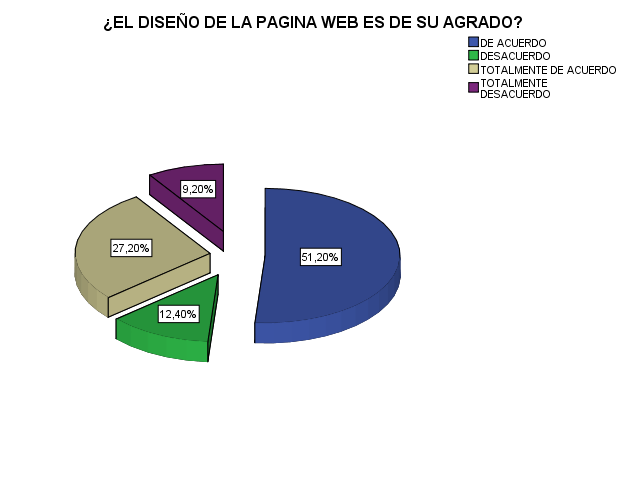 ¿EL DISEÑO DE LA PAGINA WEB ES DE SU AGRADO?
DE ACUERDO
DESACUERDO
TOTALMENTE DE ACUERDO
TOTALMENTE
DESACUERDO
9,20%
27,20%
51,20%
12,40%